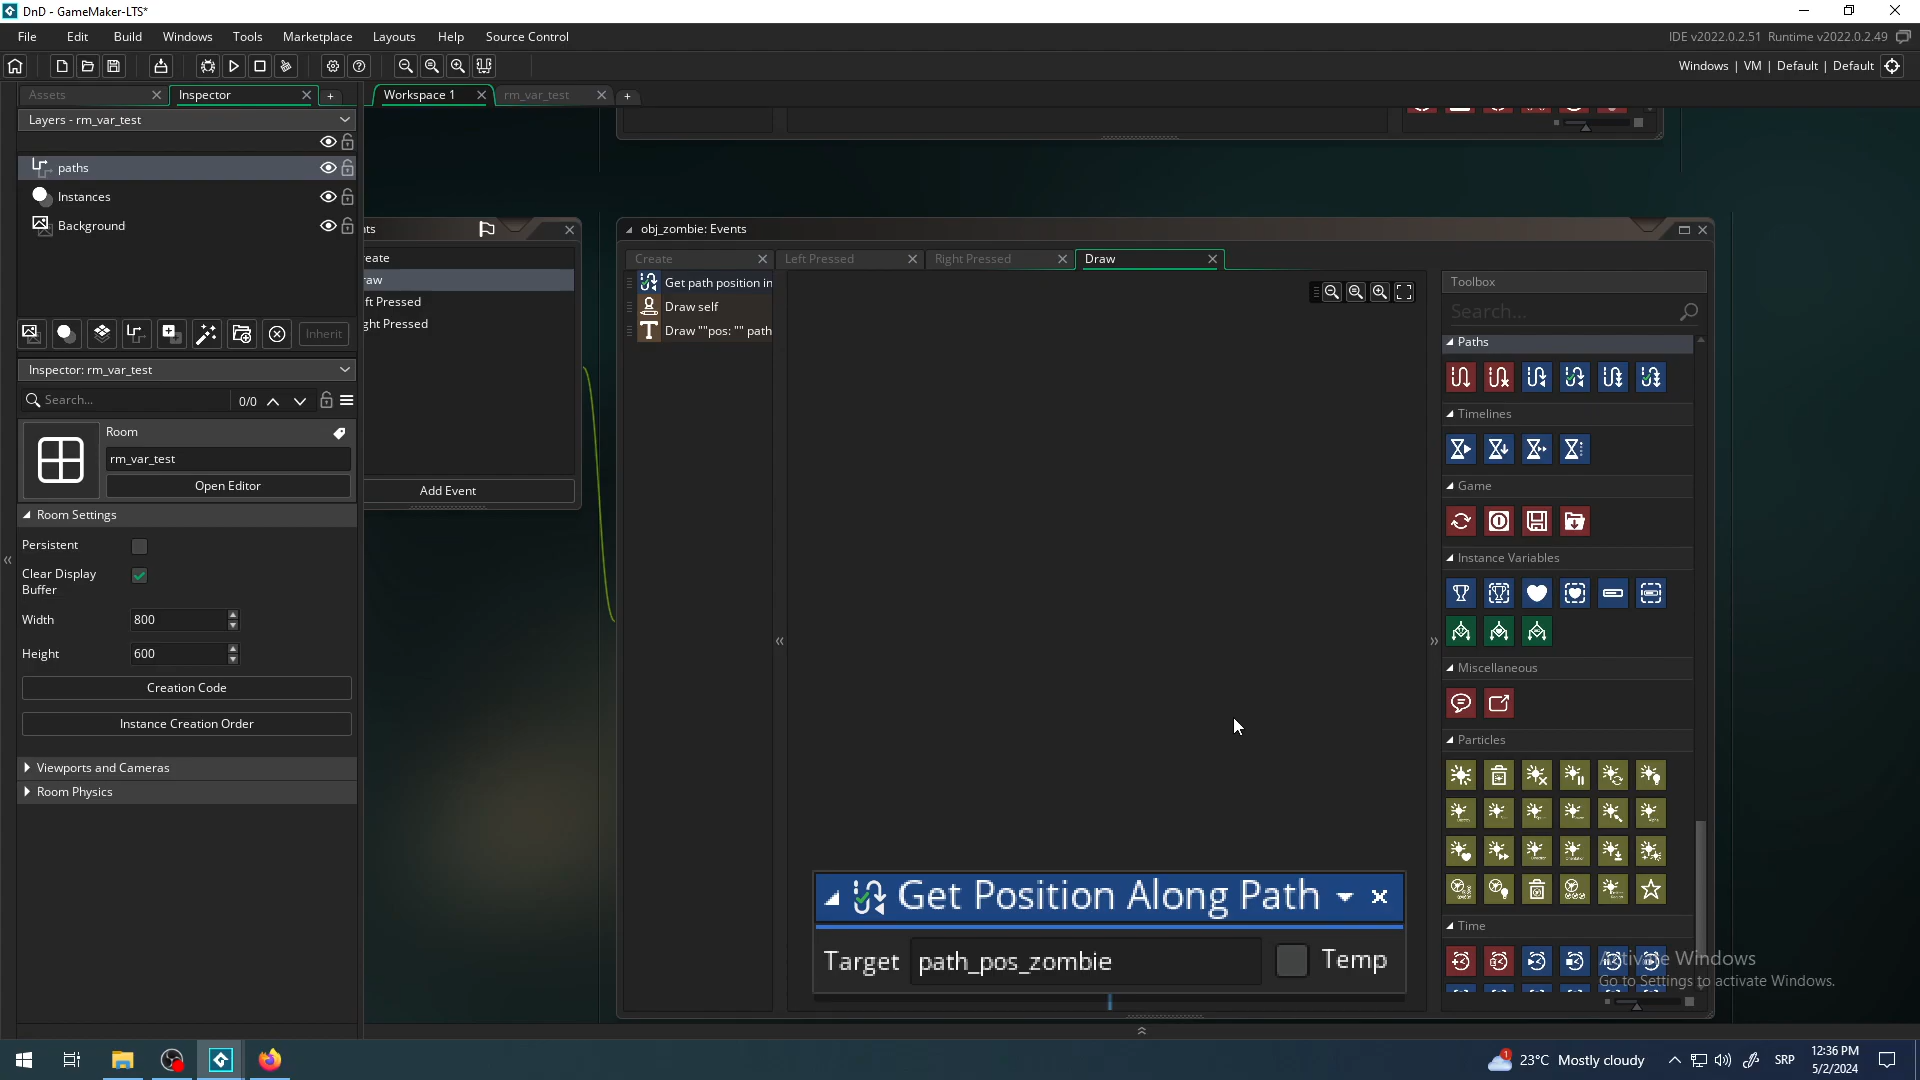 DnD - GameMaker-LTS*
File Edit Build Windows Tools Marketplace Layouts Help Source Control
IDE v2022.0.2.51 Runtime v2022.0.2.49
Windows | VM | Default | Default
Assets
Inspector
Workspace 1
rm_var_test
Layers - rm_var_test
paths
Instances
Background
Inherit
Inspector: rm_var_test
Search...
0/0
Room
rm_var_test
Open Editor
Room Settings
Persistent
Clear Display
Buffer
Width
800
Height
600
Creation Code
Instance Creation Order
Viewports and Cameras
Room Physics
nts
reate
raw
ft Pressed
ght Pressed
Add Event
obj_zombie: Events
Create
Left Pressed
Right Pressed
Draw
Get path position in
Draw self
Draw ""pos: "" path
Get Position Along Path
Target
path_pos_zombie
Temp
Toolbox
Search...
Paths
Timelines
Game
Instance Variables
Miscellaneous
Particles
Time
Activate Windows
Go to Settings to activate Windows.
1
23°C Mostly cloudy
SRP
12:36 PM
5/2/2024